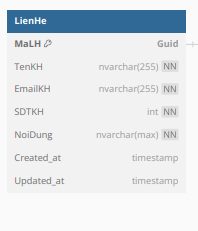 LienHe
MaLH Guid
TenKH nvarchar(255) NN
EmailKH nvarchar(255) NN
SDTKH int NN
NoiDung nvarchar(max) NN
Created_at timestamp
Updated_at timestamp